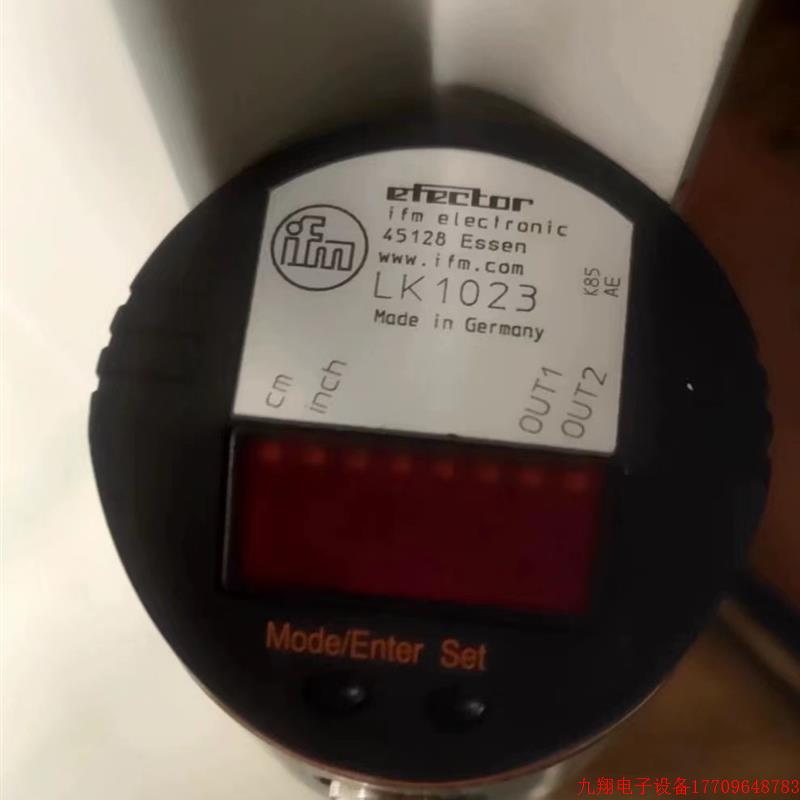 efector
ifm electronic
45128 Essen
www.ifm.com
ifm
LK1023
Made in Germany
K85
AE
cm
inch
OUT1
OUT2
Mode/Enter Set
九翔电子设备17709648783